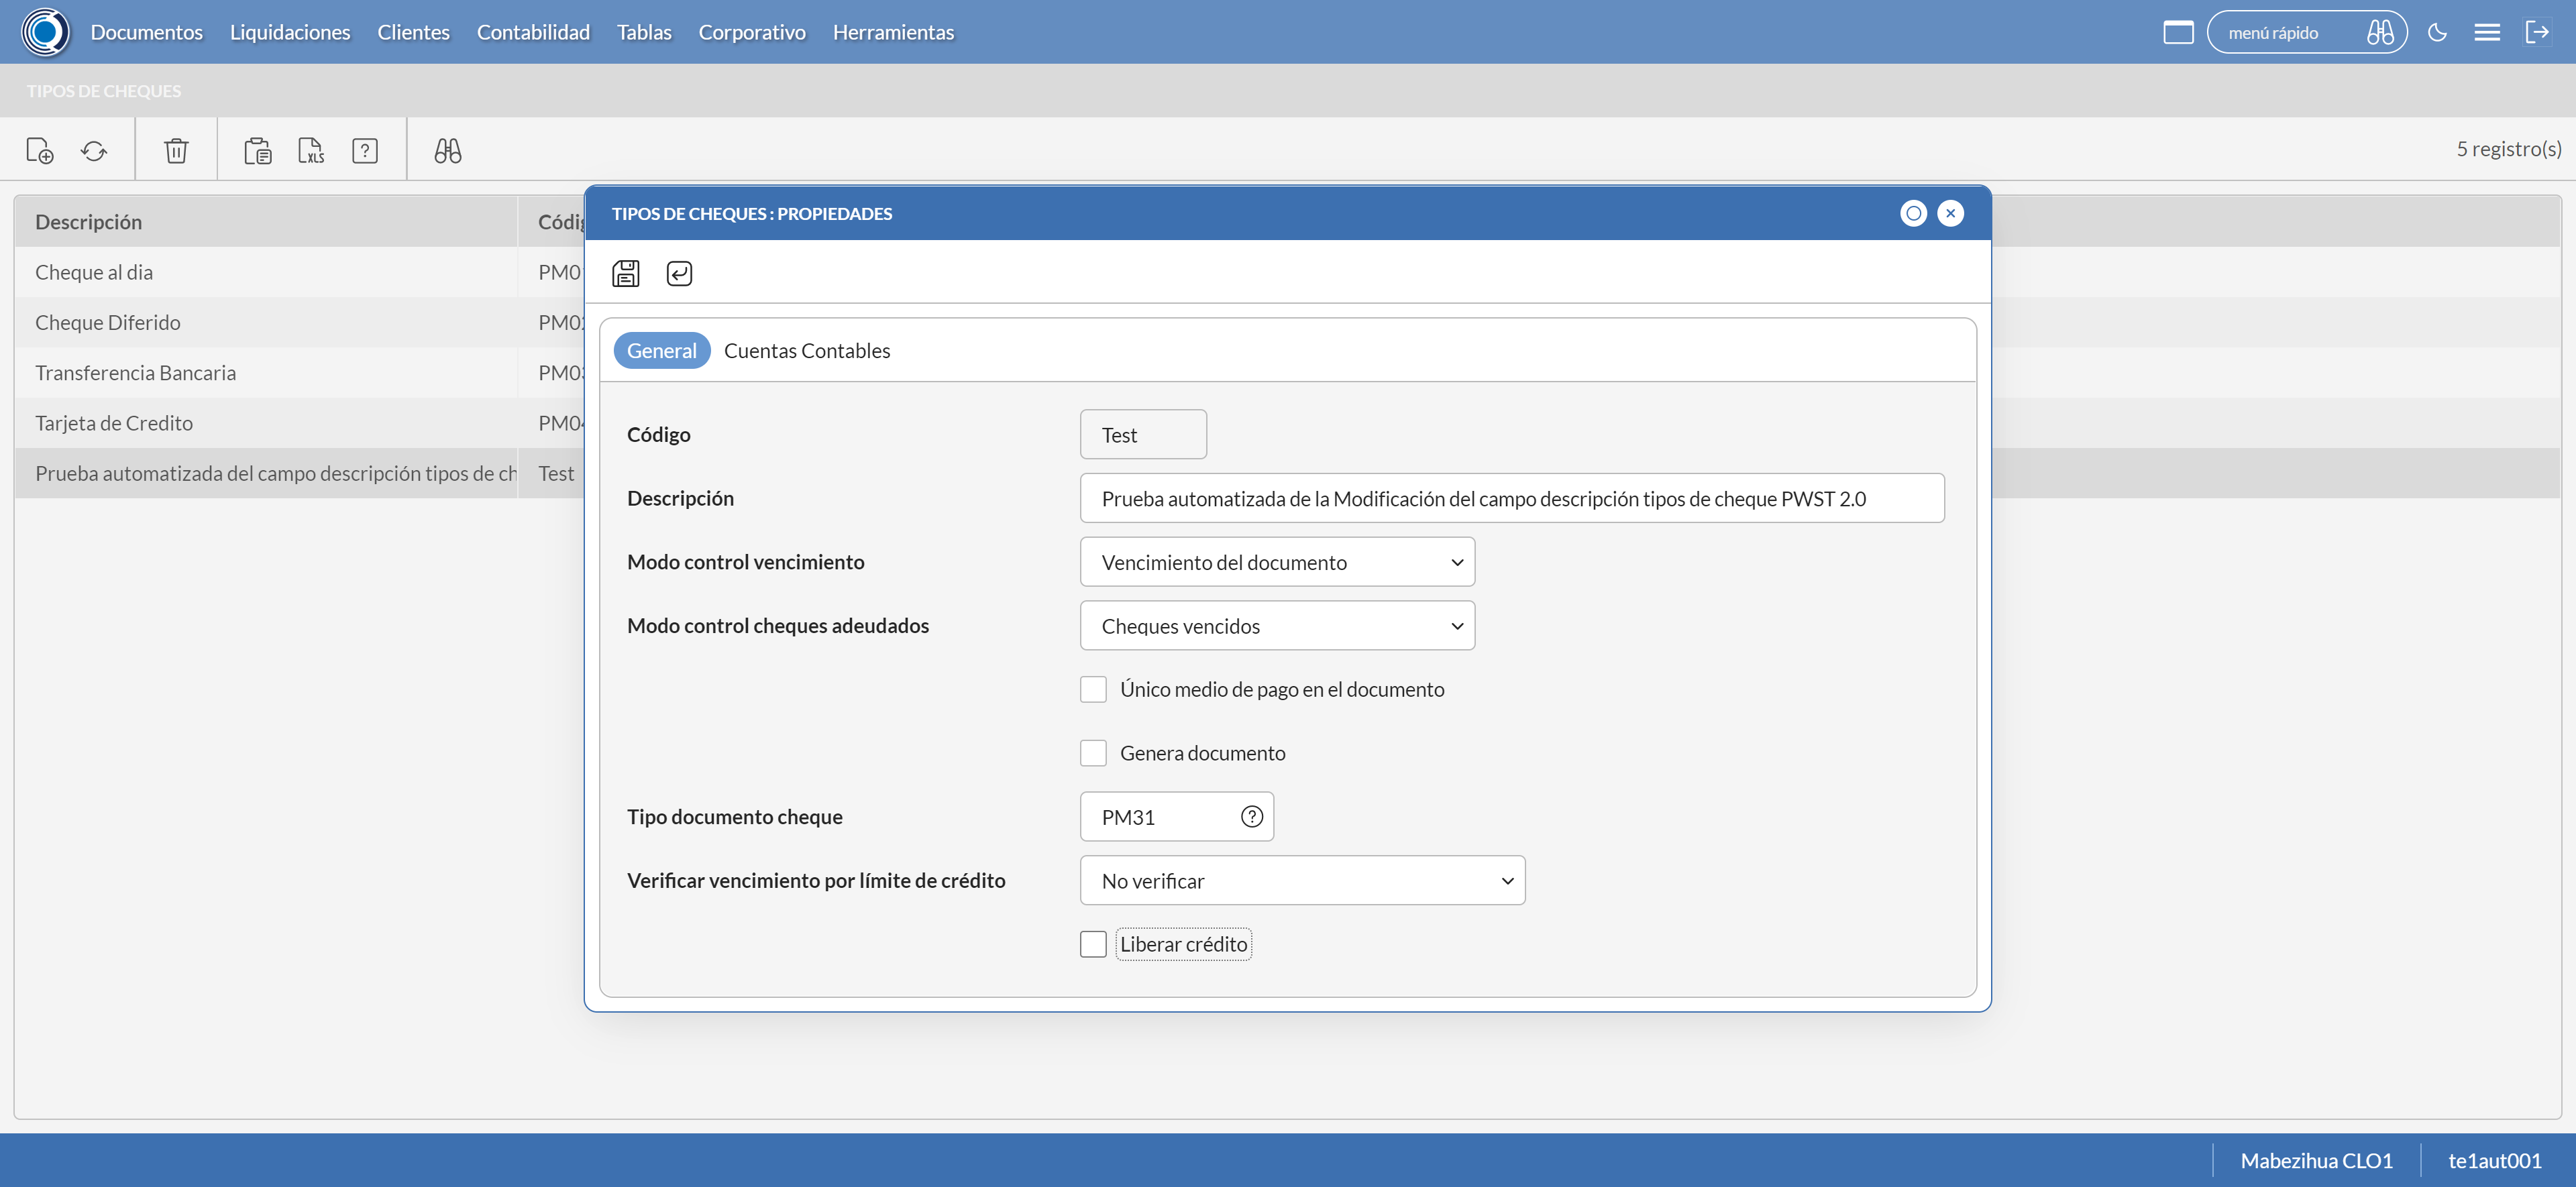 Documentos Liquidaciones Clientes Contabilidad Tablas Corporativo Herramientas menú rápido
TIPOS DE CHEQUES
XLS ? 5 registro(s)
Descripción
Cheque al dia
Cheque Diferido
Transferencia Bancaria
Tarjeta de Credito PM04
Prueba automatizada del campo descripción tipos de ch Test
TIPOS DE CHEQUES : PROPIEDADES
General Cuentas Contables
Código Test
Descripción Prueba automatizada de la Modificación del campo descripción tipos de cheque PWST 2.0
Modo control vencimiento Vencimiento del documento
Modo control cheques adeudados Cheques vencidos
Único medio de pago en el documento
Genera documento
Tipo documento cheque PM31 ?
Verificar vencimiento por límite de crédito No verificar
Liberar crédito
Mabezihua CLO1 te1aut001